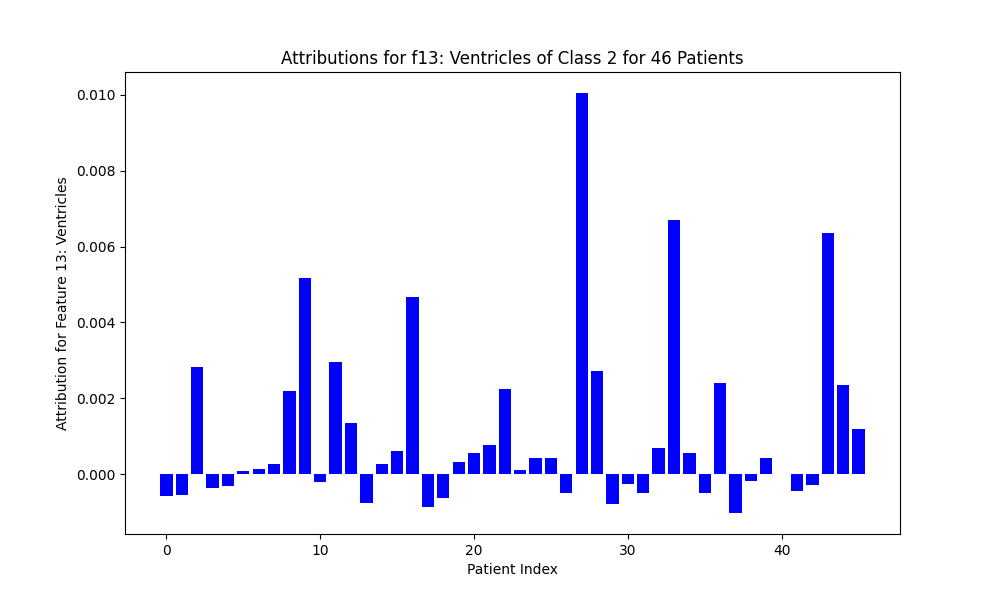 Attributions for f13: Ventricles of Class 2 for 46 Patients
Attribution for Feature 13: Ventricles
0.010
0.008
0.006
0.004
0.002
0.000
0 10 20 30 40
Patient Index